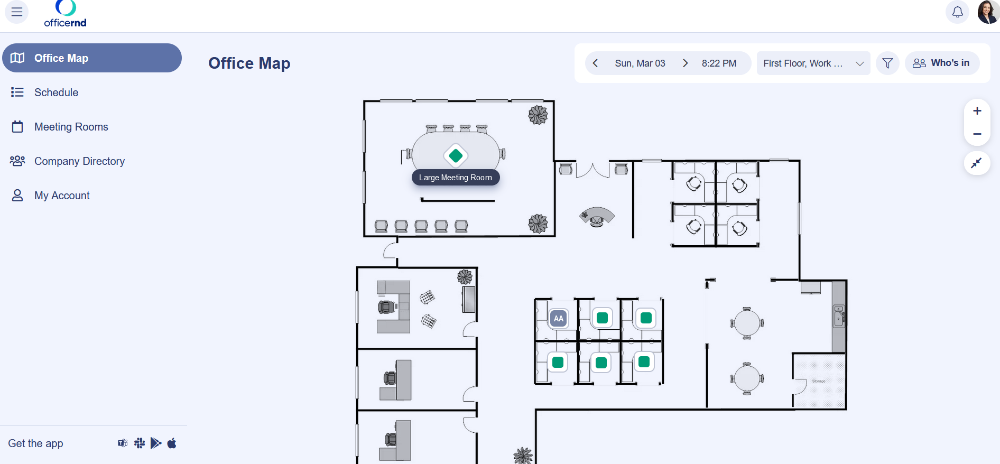 officernd
Office Map
Schedule
Meeting Rooms
Company Directory
My Account
Get the app
Office Map
Sun, Mar 03
8:22 PM
First Floor, Work ...
Who's in
+
−
Large Meeting Room
AA
Storage